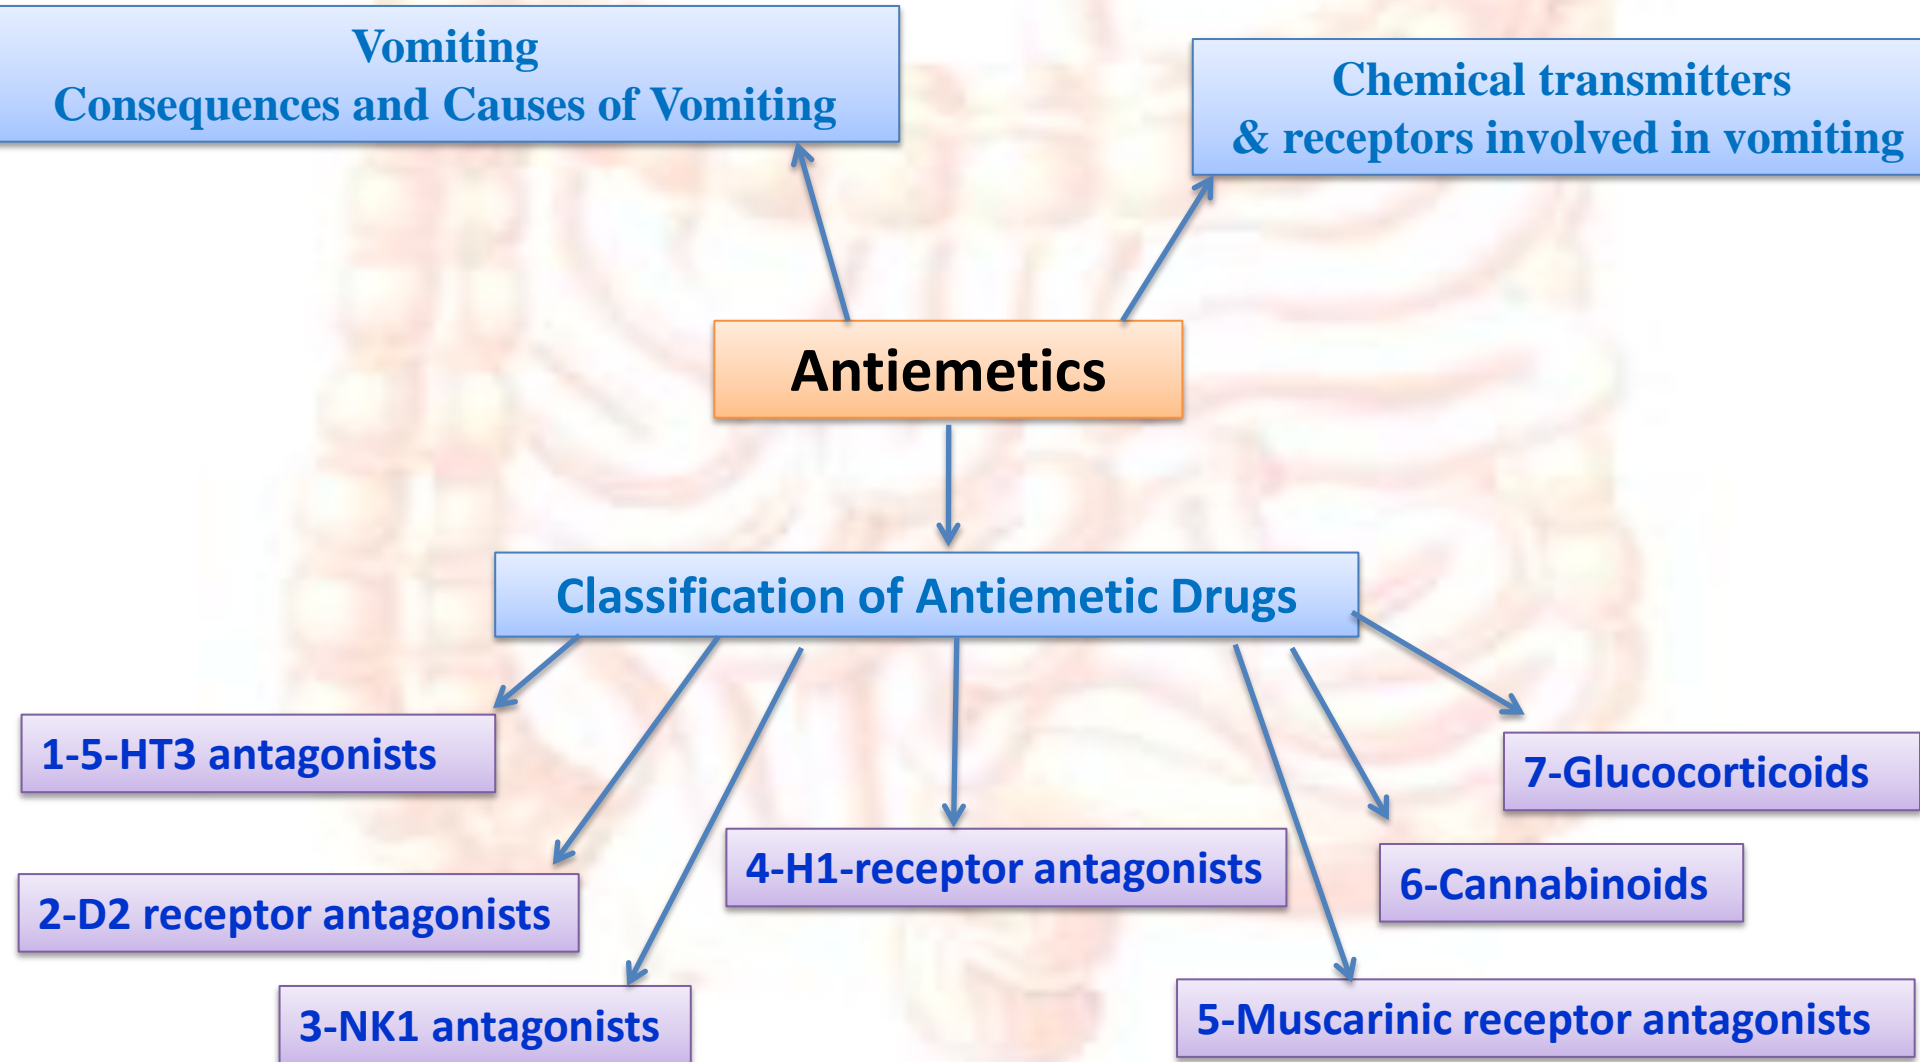 Vomiting
Consequences and Causes of Vomiting
Chemical transmitters
& receptors involved in vomiting
Antiemetics
Classification of Antiemetic Drugs
1-5-HT3 antagonists
2-D2 receptor antagonists
3-NK1 antagonists
4-H1-receptor antagonists
5-Muscarinic receptor antagonists
6-Cannabinoids
7-Glucocorticoids